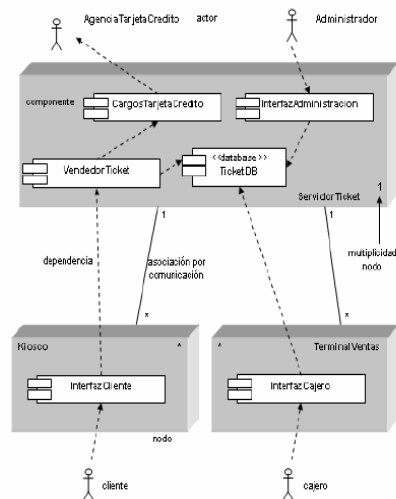 AgenciaTarjetaCredito
actor
Administrador
componente
CargosTarjetaCredito
InterfazAdministracion
VendedorTicket
<<database >>
TicketDB
ServidorTicket
1
1
1
multiplicidad
nodo
dependencia
asociación por
comunicación
*
*
Kiosco
*
*
TerminalVentas
InterfazCliente
InterfazCajero
nodo
cliente
cajero